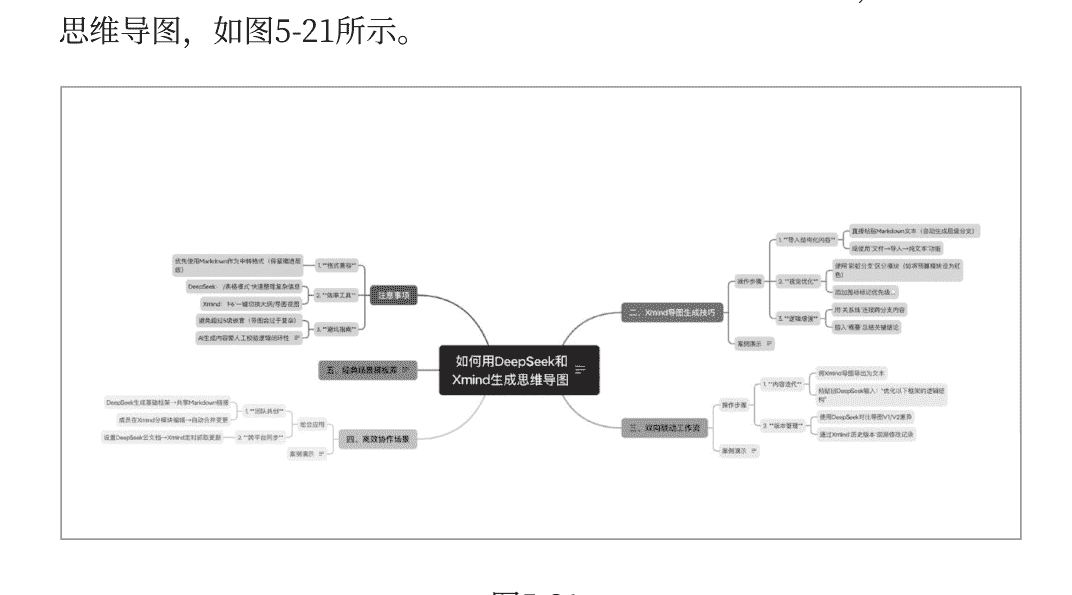 思维导图，如图5-21所示。
如何用DeepSeek和
Xmind生成思维导图
二、Xmind导图生成技巧
操作步骤
1.**导入结构化内容**
直接粘贴Markdown文本（自动生成层级分支）
或使用"文件→导入→纯文本"功能
2.**视觉优化**
使用"彩虹分支"区分模块（如将预算模块设为红
色）
添加图标标记优先级
3.**逻辑增强**
用"关系线"连接跨分支内容
插入"概要"总结关键结论
案例演示
三、双向联动工作流
操作步骤
1.**内容迭代**
将Xmind导图导出为文本
粘贴回DeepSeek输入："优化以下框架的逻辑结
构"
2.**版本管理**
使用DeepSeek对比导图V1/V2差异
通过Xmind"历史版本"回溯修改记录
案例演示
注意事项
1.**格式兼容**
优先使用Markdown作为中转格式（保留缩进层
级）
2.**效率工具**
DeepSeek："/表格模式"快速整理复杂信息
一键切换大纲/导图视图
3.**避坑指南**
避免超过5级嵌套（导图会过于复杂）
AI生成内容需人工校验逻辑闭环性
五、经典场景模板库
四、高效协作场景
组合应用
1.**团队共创**
DeepSeek生成基础框架→共享Markdown链接
成员在Xmind分模块编辑→自动合并变更
2.**跨平台同步**
设置DeepSeek云文档→Xmind定时抓取更新
案例演示